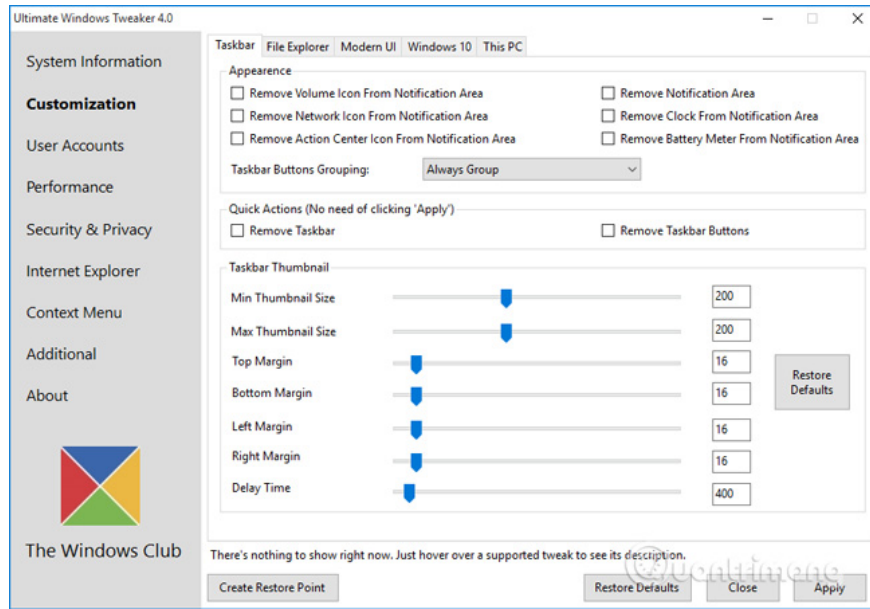 Ultimate Windows Tweaker 4.0
System Information
Customization
User Accounts
Performance
Security & Privacy
Internet Explorer
Context Menu
Additional
About
The Windows Club
Taskbar File Explorer Modern UI Windows 10 This PC
Appearence
Remove Volume Icon From Notification Area Remove Notification Area
Remove Network Icon From Notification Area Remove Clock From Notification Area
Remove Action Center Icon From Notification Area Remove Battery Meter From Notification Area
Taskbar Buttons Grouping: Always Group
Quick Actions (No need of clicking 'Apply')
Remove Taskbar Remove Taskbar Buttons
Taskbar Thumbnail
Min Thumbnail Size 200
Max Thumbnail Size 200
Top Margin 16
Bottom Margin 16
Left Margin 16
Right Margin 16
Delay Time 400
Restore
Defaults
There's nothing to show right now. Just hover over a supported tweak to see its description.
Quantrimang
Create Restore Point Restore Defaults Close Apply